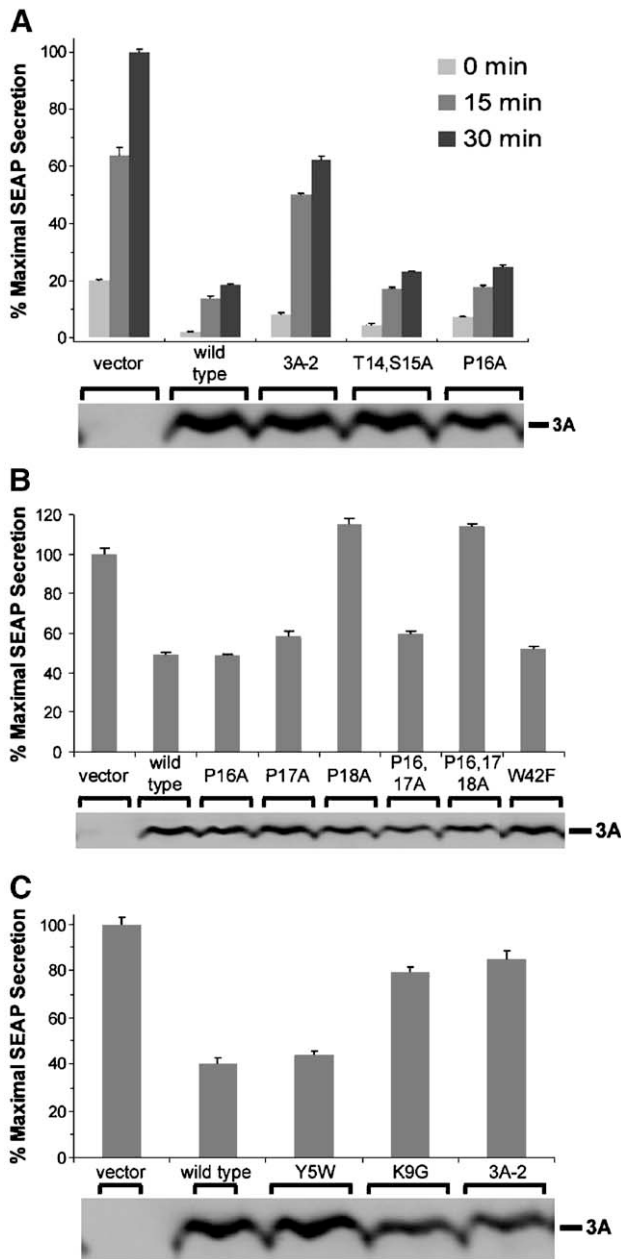 A
% Maximal SEAP Secretion
100
80
60
40
20
0
0 min
15 min
30 min
vector
wild type
3A-2
T14,S15A
P16A
3A
B
% Maximal SEAP Secretion
120
100
80
60
40
20
0
vector
wild type
P16A
P17A
P18A
P16, 17A
P16,17 18A
W42F
3A
C
% Maximal SEAP Secretion
100
80
60
40
20
0
vector
wild type
Y5W
K9G
3A-2
3A